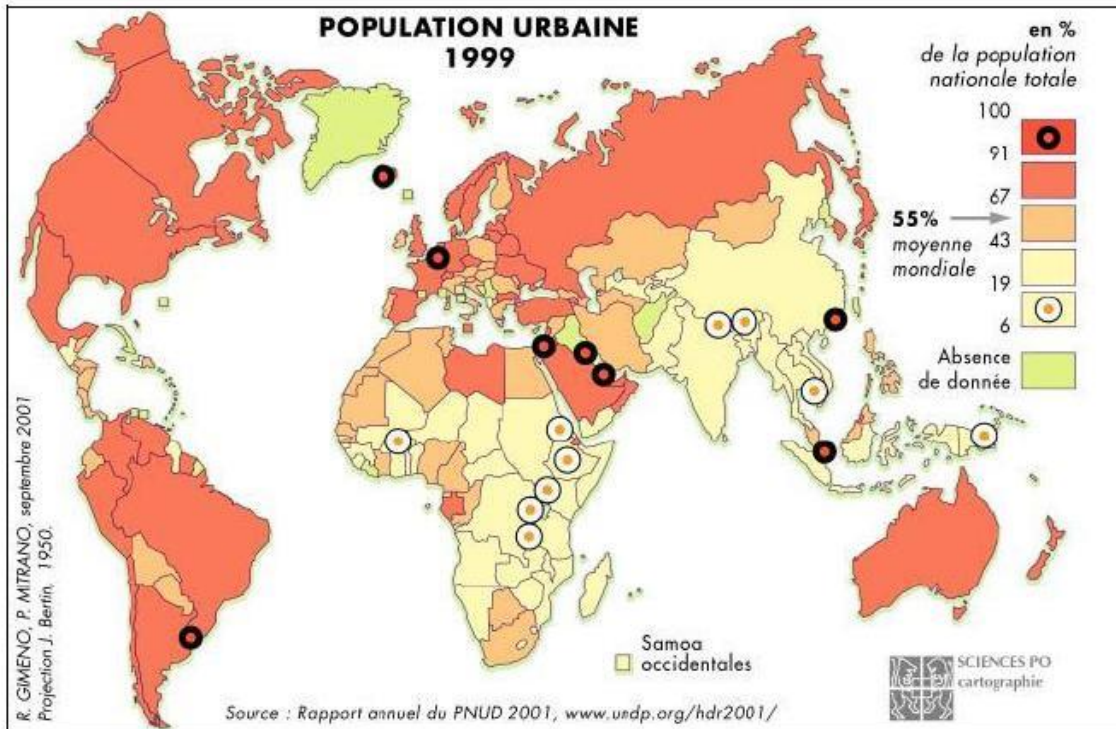 POPULATION URBAINE
1999
en %
de la population
nationale totale
100
91
67
55%
moyenne
mondiale
43
19
6
Absence
de donnée
R. GIMENO, P. MITRANO, septembre 2001
Projection J. Bertin, 1950.
Samoa
occidentales
SCIENCES PO
cartographie
Source : Rapport annuel du PNUD 2001, www.undp.org/hdr2001/